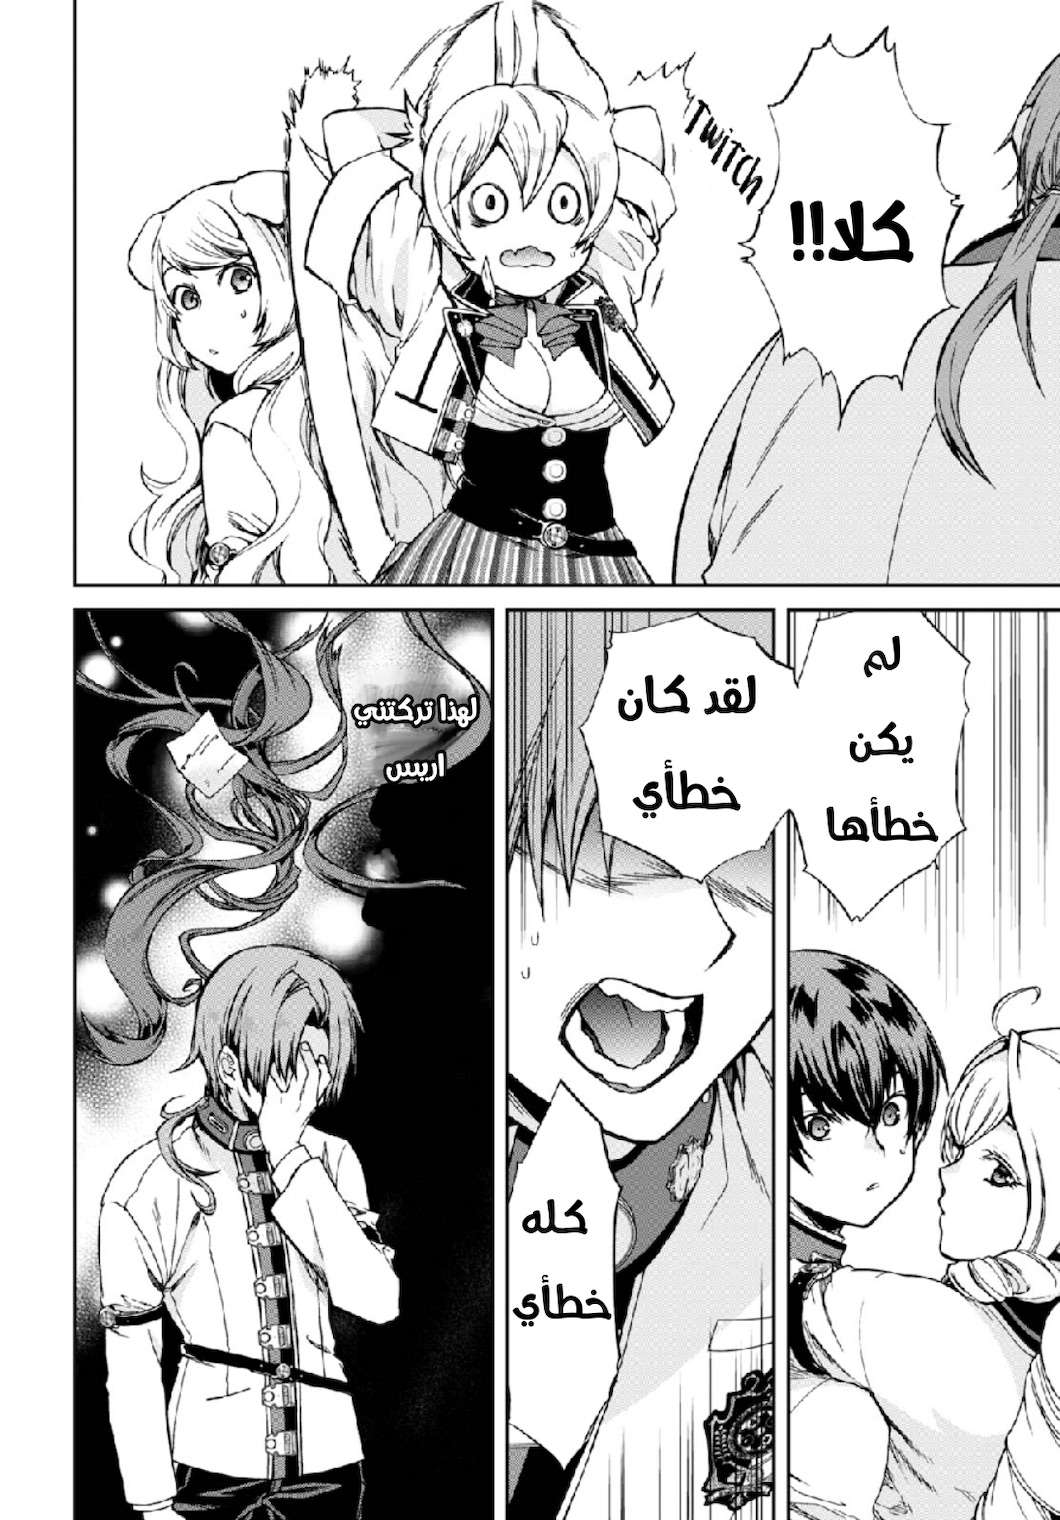 TWITCH
كلا!!
لم
يكن
خطأها
لقد كان
خطأي
كله
خطأي
لهذا تركتني
اريس